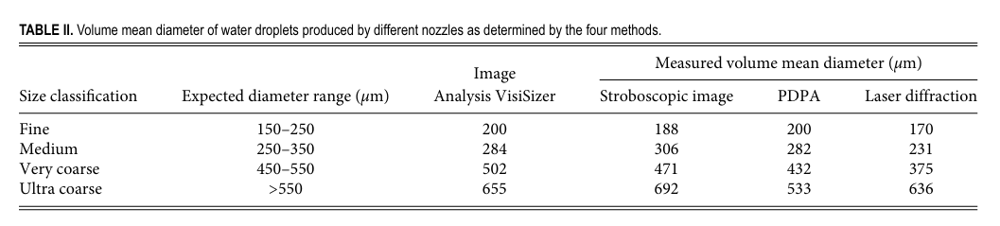 TABLE II. Volume mean diameter of water droplets produced by different nozzles as determined by the four methods.
Measured volume mean diameter (μm)
Image
Size classification Expected diameter range (μm) Analysis VisiSizer Stroboscopic image PDPA Laser diffraction
Fine 150–250 200 188 200 170
Medium 250–350 284 306 282 231
Very coarse 450–550 502 471 432 375
Ultra coarse >550 655 692 533 636